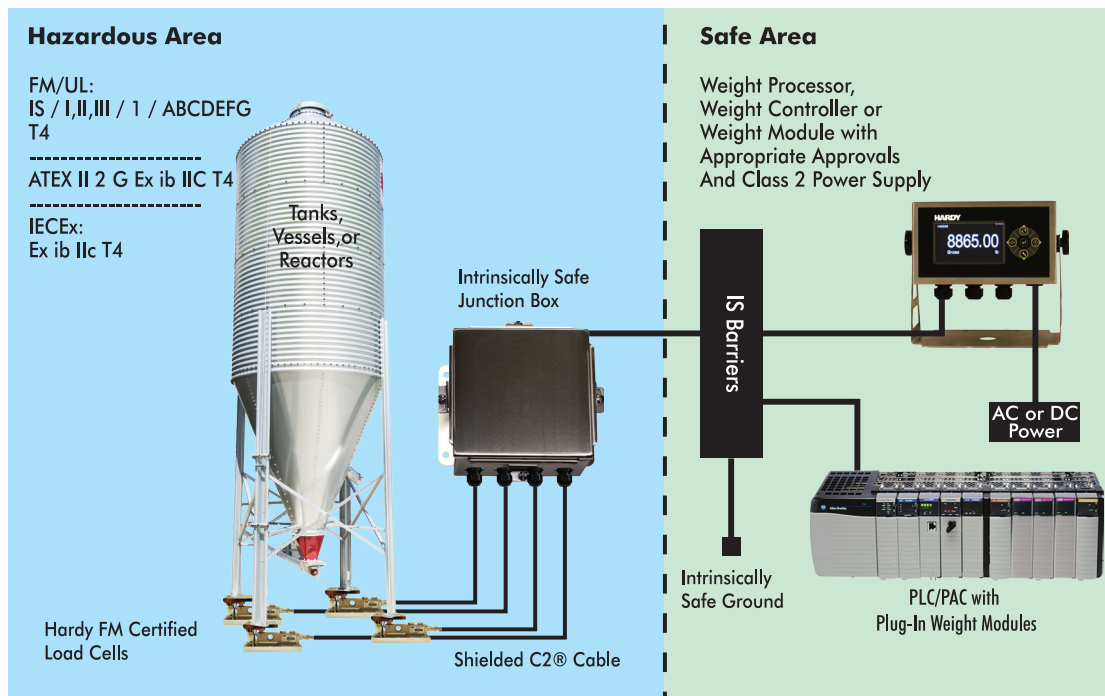 Hazardous Area
FM/UL:
IS / I,II,III / 1 / ABCDEFG
T4
----------------------
ATEX II 2 G Ex ib IIC T4
----------------------
IECEx:
Ex ib IIc T4
Tanks,
Vessels,or
Reactors
Intrinsically Safe
Junction Box
Hardy FM Certified
Load Cells
Shielded C2® Cable
Safe Area
Weight Processor,
Weight Controller or
Weight Module with
Appropriate Approvals
And Class 2 Power Supply
IS Barriers
HARDY
8865.00
Gross
lb
AC or DC
Power
Intrinsically
Safe Ground
PLC/PAC with
Plug-In Weight Modules